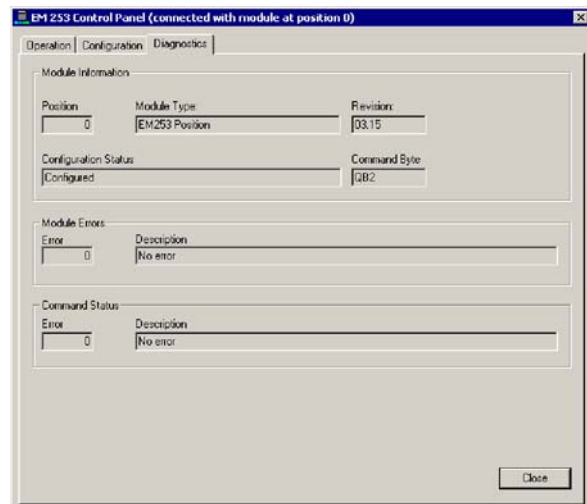 EM 253 Control Panel (connected with module at position 0)
Operation Configuration Diagnostics
Module Information
Position Module Type: Revision:
0 EM253 Position 03.15
Configuration Status Command Byte
Configured QB2
Module Errors
Error Description
0 No error
Command Status
Error Description
0 No error
Close